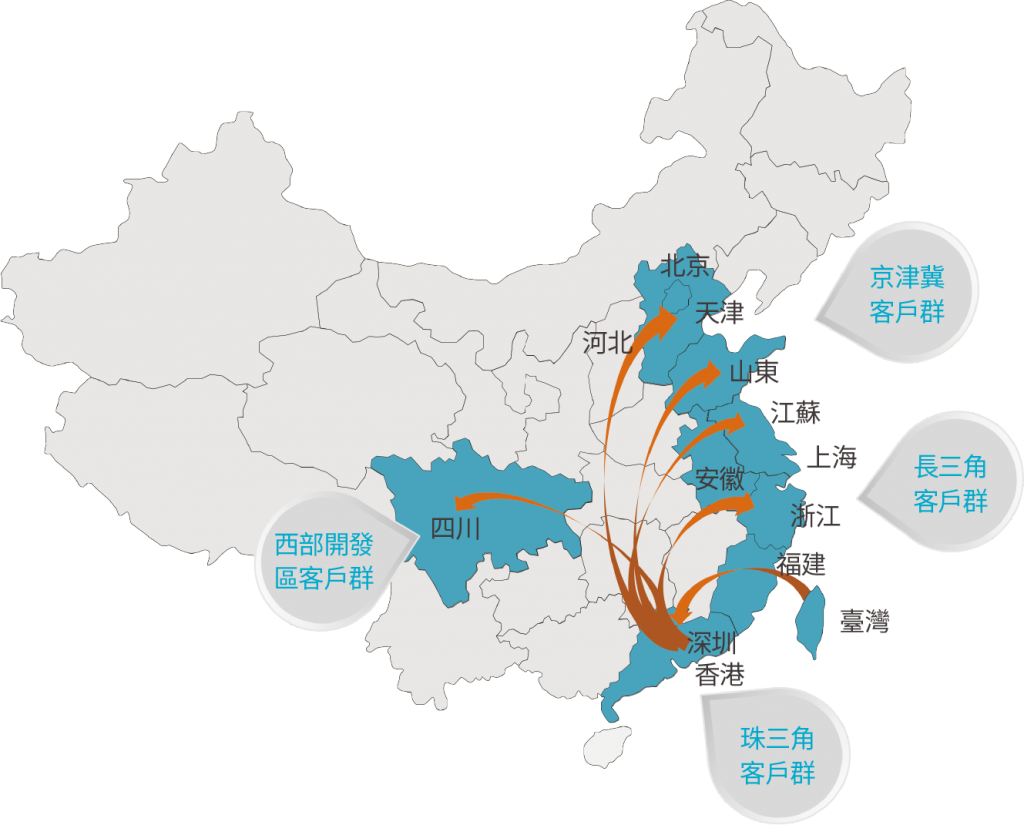 北京
京津冀
客戶群
天津
河北
山東
江蘇
上海
長三角
客戶群
安徽
浙江
四川
西部開發
區客戶群
福建
臺灣
深圳
香港
珠三角
客戶群